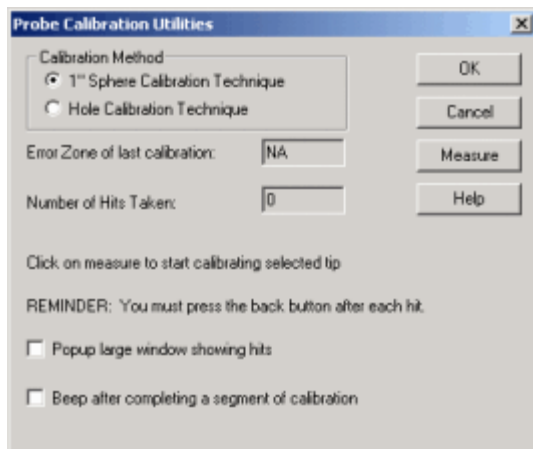 Probe Calibration Utilities
Calibration Method
1" Sphere Calibration Technique
Hole Calibration Technique
OK
Cancel
Error Zone of last calibration: NA
Measure
Number of Hits Taken: 0
Help
Click on measure to start calibrating selected tip
REMINDER: You must press the back button after each hit.
Popup large window showing hits
Beep after completing a segment of calibration